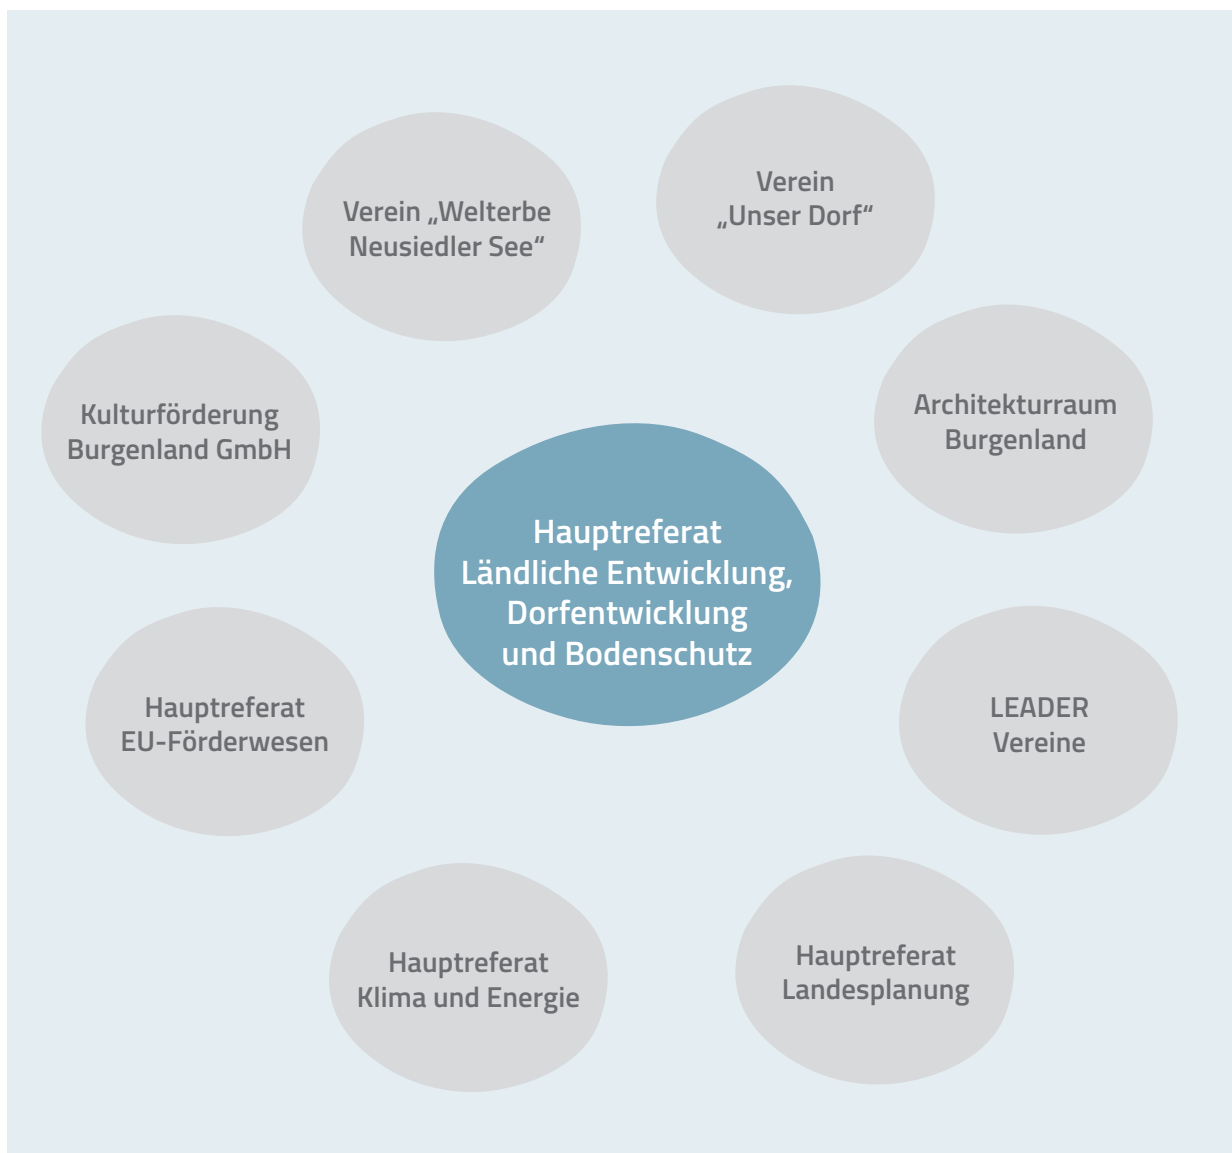 Verein
„Unser Dorf“
Verein „Welterbe
Neusiedler See“
Architekturraum
Burgenland
Kulturförderung
Burgenland GmbH
Hauptreferat
Ländliche Entwicklung,
Dorfentwicklung
und Bodenschutz
Hauptreferat
EU-Förderwesen
LEADER
Vereine
Hauptreferat
Klima und Energie
Hauptreferat
Landesplanung